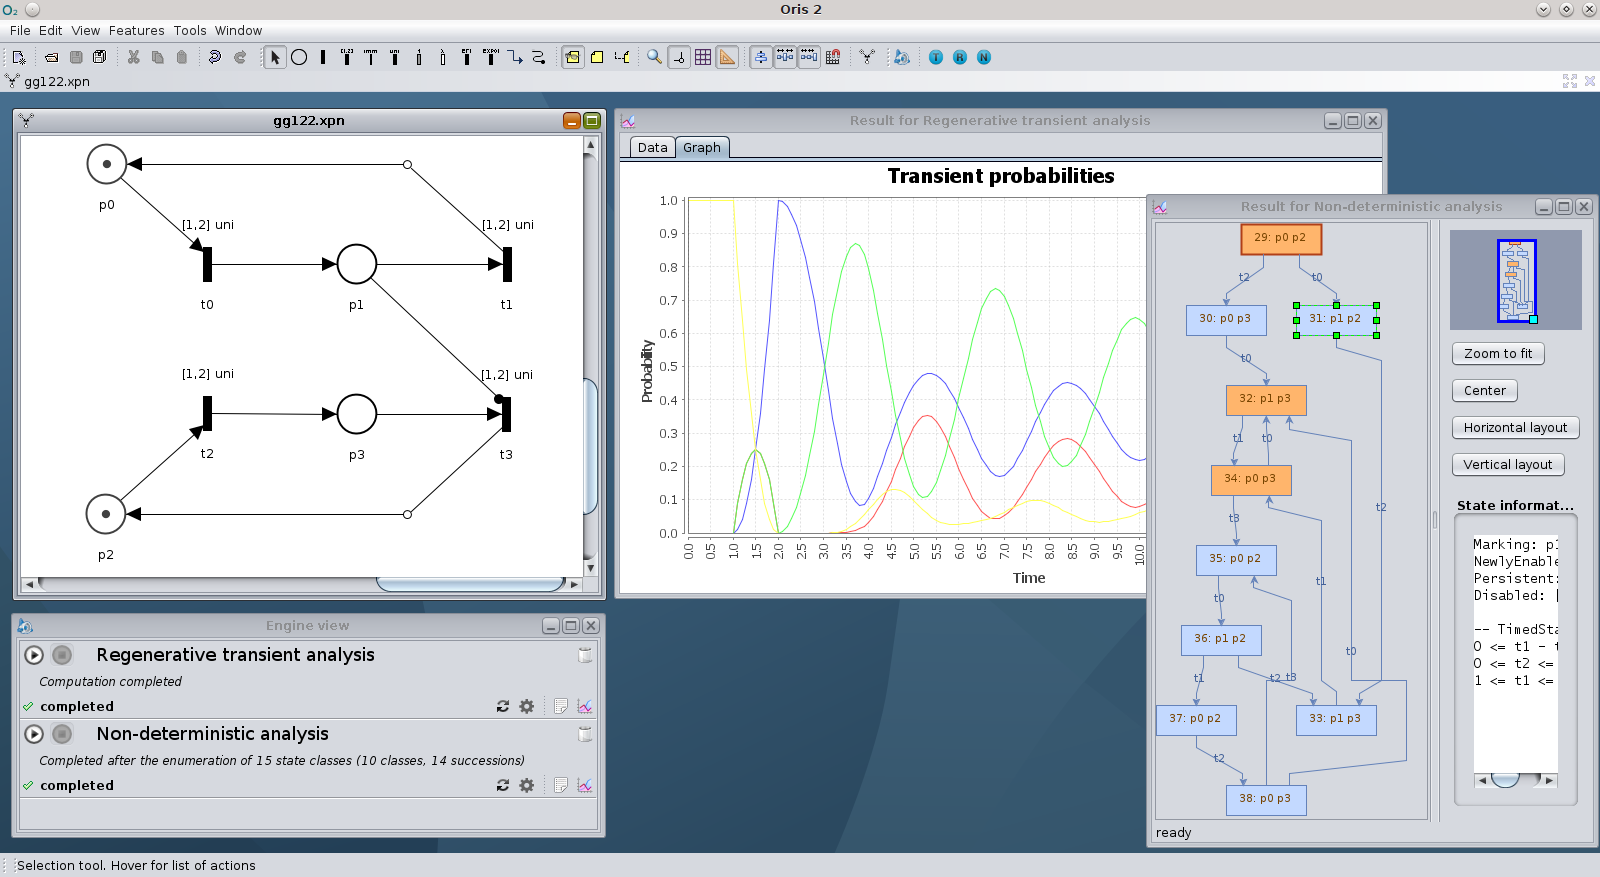 Oris 2
File Edit View Features Tools Window
gg122.xpn
gg122.xpn
p0
[1,2] uni
[1,2] uni
t0
p1
t1
[1,2] uni
[1,2] uni
t2
p3
t3
p2
Result for Regenerative transient analysis
Data Graph
Transient probabilities
1.0
0.9
0.8
0.7
0.6
0.5
0.4
0.3
0.2
0.1
0.0
Probability
0.0 0.5 1.0 1.5 2.0 2.5 3.0 3.5 4.0 4.5 5.0 5.5 6.0 6.5 7.0 7.5 8.0 8.5 9.0 9.5 10.0
Time
Result for Non-deterministic analysis
29: p0 p2
t2 t0
30: p0 p3
31: p1 p2
t0
32: p1 p3
t1 t0
34: p0 p3
t3
t2
35: p0 p2
t0
t1
36: p1 p2
t0
t1
t2 t3
37: p0 p2
33: p1 p3
t2
38: p0 p3
ready
Zoom to fit
Center
Horizontal layout
Vertical layout
State informat...
Marking: p1
NewlyEnable
Persistent:
Disabled: [
-- TimedSta
0 <= t1 - t
0 <= t2 <=
1 <= t1 <=
Engine view
Regenerative transient analysis
Computation completed
completed
Non-deterministic analysis
Completed after the enumeration of 15 state classes (10 classes, 14 successions)
completed
Selection tool. Hover for list of actions